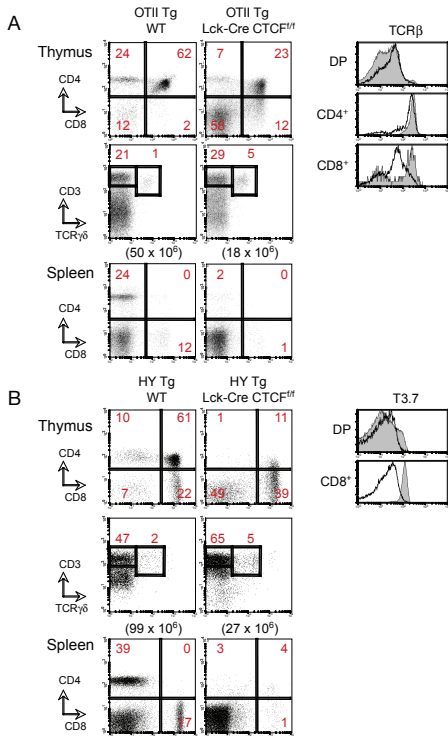 A
OTII Tg
WT
OTII Tg
Lck-Cre CTCFf/f
TCRβ
Thymus
24 62
7 23
CD4
CD8
12 2
58 12
DP
CD4+
CD8+
21 1
29 5
CD3
TCRγδ
(50 x 10⁶)
(18 x 10⁶)
Spleen
24 0
2 0
CD4
CD8
12
1
B
HY Tg
WT
HY Tg
Lck-Cre CTCFf/f
T3.7
Thymus
10 61
1 11
CD4
CD8
7 22
49 39
DP
CD8+
47 2
65 5
CD3
TCRγδ
(99 x 10⁶)
(27 x 10⁶)
Spleen
39 0
3 4
CD4
CD8
17
1